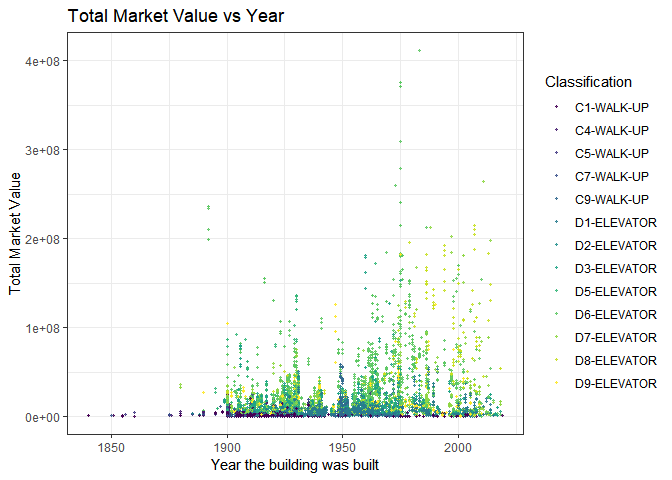 Total Market Value vs Year
Total Market Value
4e+08
3e+08
2e+08
1e+08
0e+00
1850
1900
1950
2000
Year the building was built
Classification
C1-WALK-UP
C4-WALK-UP
C5-WALK-UP
C7-WALK-UP
C9-WALK-UP
D1-ELEVATOR
D2-ELEVATOR
D3-ELEVATOR
D5-ELEVATOR
D6-ELEVATOR
D7-ELEVATOR
D8-ELEVATOR
D9-ELEVATOR